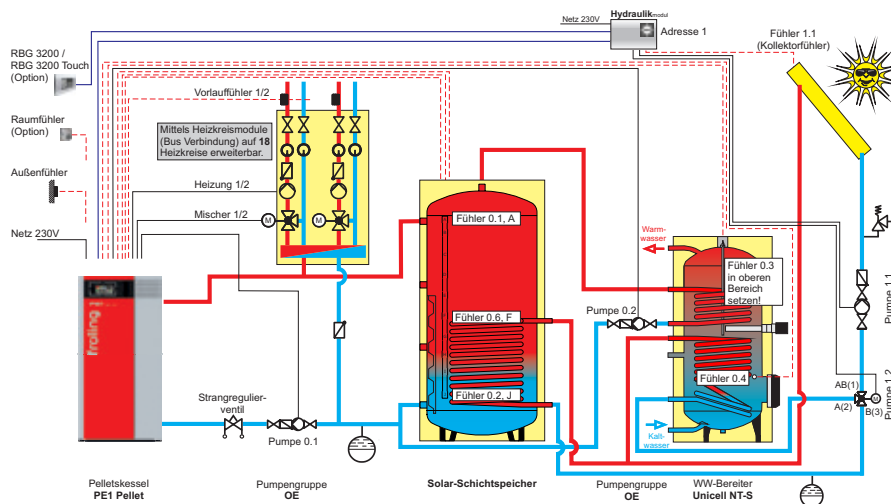 Hydraulikmodul
Netz 230V
Adresse 1
Fühler 1.1
(Kollektorfühler)
RBG 3200 /
RBG 3200 Touch
(Option)
Vorlauffühler 1/2
Raumfühler
(Option)
Mittels Heizkreismodule
(Bus Verbindung) auf 18
Heizkreise erweiterbar.
Außenfühler
Heizung 1/2
Mischer 1/2
M
M
Netz 230V
Fühler 0.1, A
Warm-
wasser
Fühler 0.3
in oberen
Bereich
setzen!
Pumpe 1.1
froling
Fühler 0.6, F
Pumpe 0.2
Fühler 0.4
Pumpe 1.2
AB(1)
M
A(2)
B(3)
Strangregulier-
ventil
Fühler 0.2, J
Pumpe 0.1
Kalt-
wasser
Pelletskessel
PE1 Pellet
Pumpengruppe
OE
Solar-Schichtspeicher
Pumpengruppe
OE
WW-Bereiter
Unicell NT-S